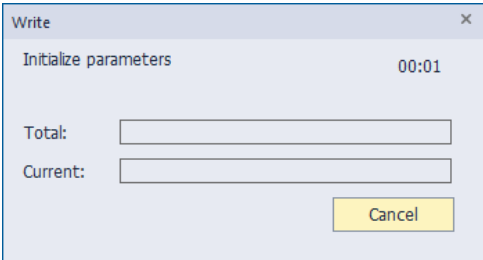 Write
Initialize parameters
00:01
Total:
Current:
Cancel